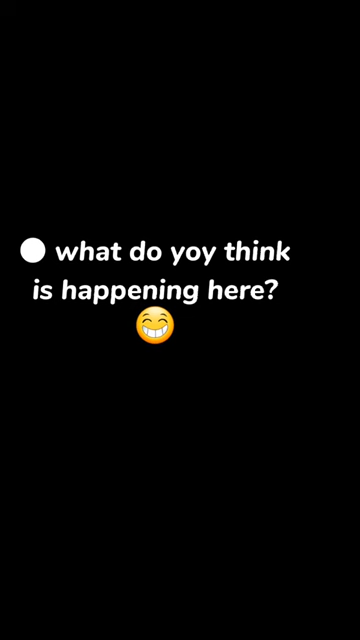 ⚪ what do yoy think
is happening here?
😁